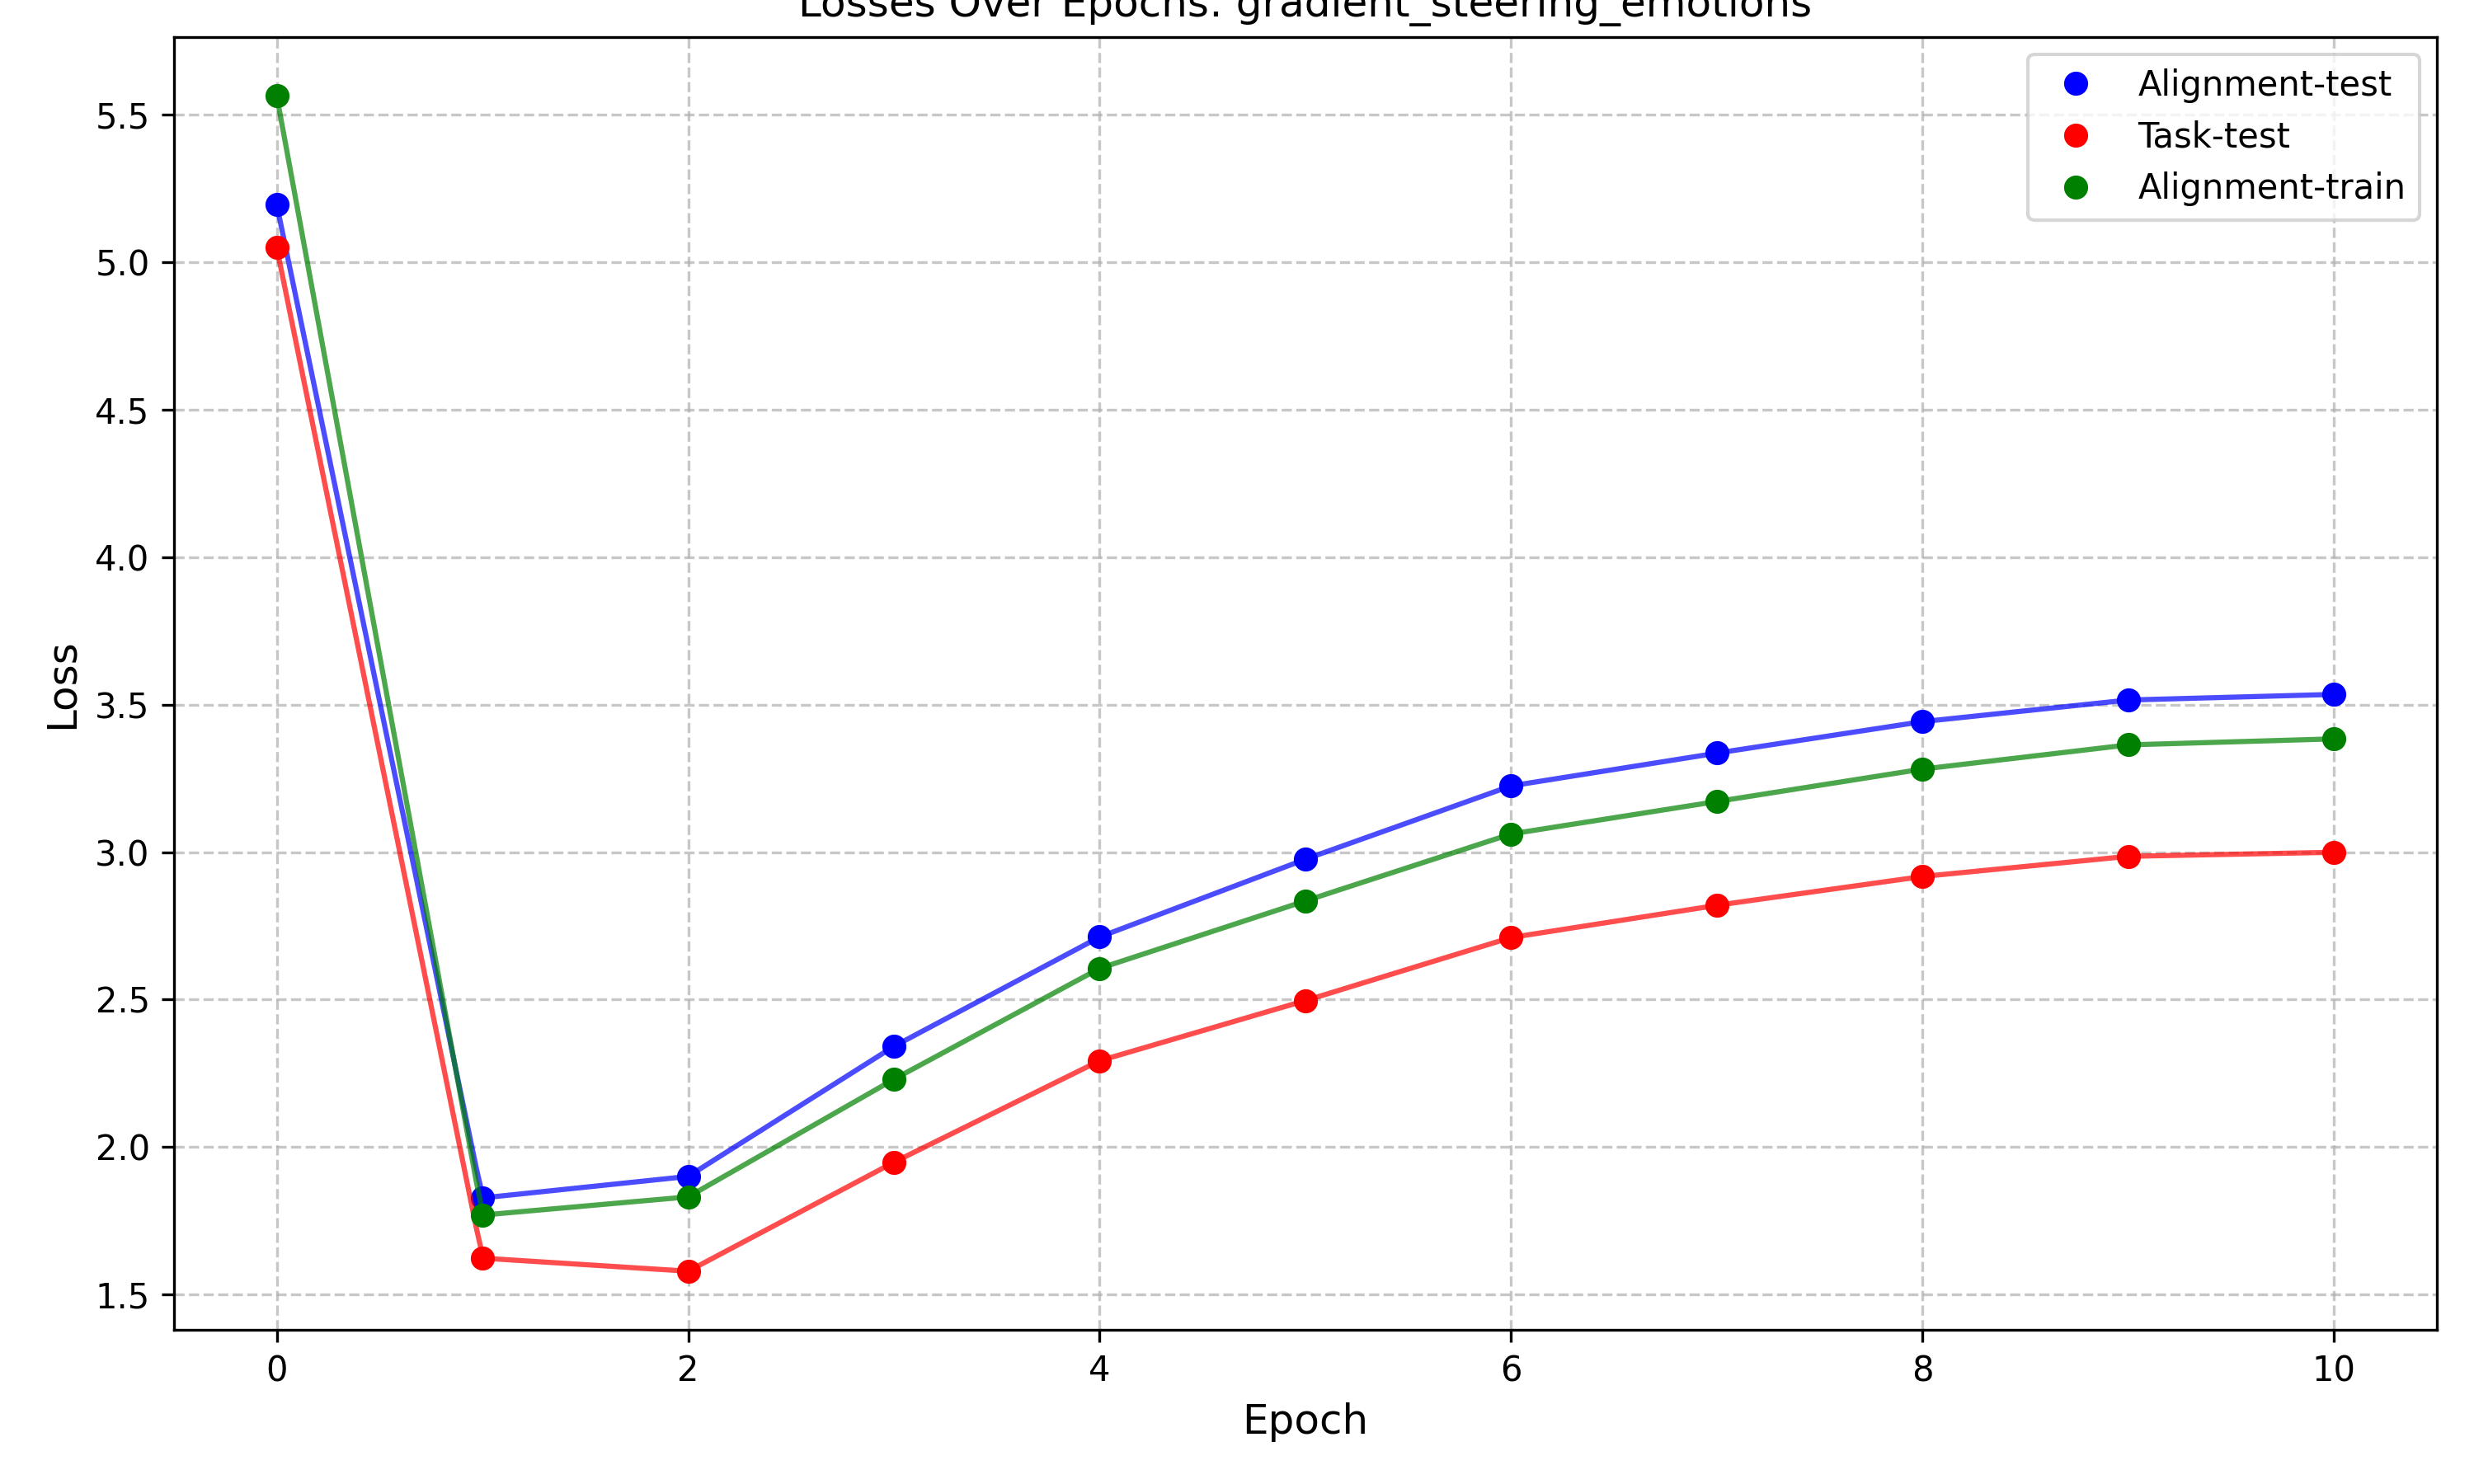 Losses Over Epochs: gradient_steering_emotions
Alignment-test
Task-test
Alignment-train
5.5
5.0
4.5
4.0
3.5
3.0
2.5
2.0
1.5
Loss
0 2 4 6 8 10
Epoch